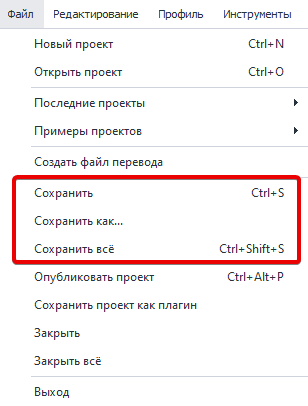 Файл Редактирование Профиль Инструменты
Новый проект Ctrl+N
Открыть проект Ctrl+O
Последние проекты
Примеры проектов
Создать файл перевода
Сохранить Ctrl+S
Сохранить как...
Сохранить всё Ctrl+Shift+S
Опубликовать проект Ctrl+Alt+P
Сохранить проект как плагин
Закрыть
Закрыть всё
Выход